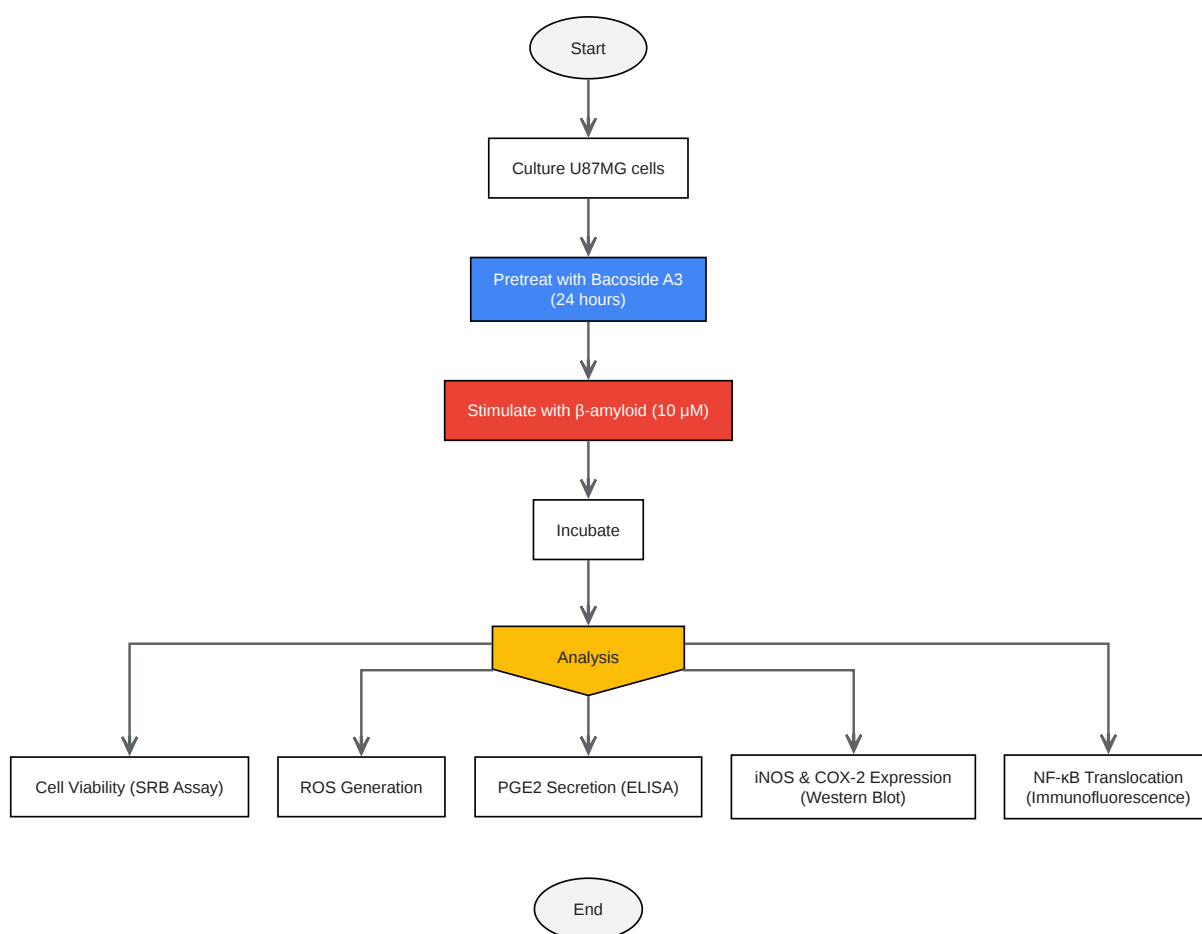 Start
Culture U87MG cells
Pretreat with Bacoside A3
(24 hours)
Stimulate with β-amyloid (10 μM)
Incubate
Analysis
Cell Viability (SRB Assay)
ROS Generation
PGE2 Secretion (ELISA)
iNOS & COX-2 Expression
(Western Blot)
NF-κB Translocation
(Immunofluorescence)
End